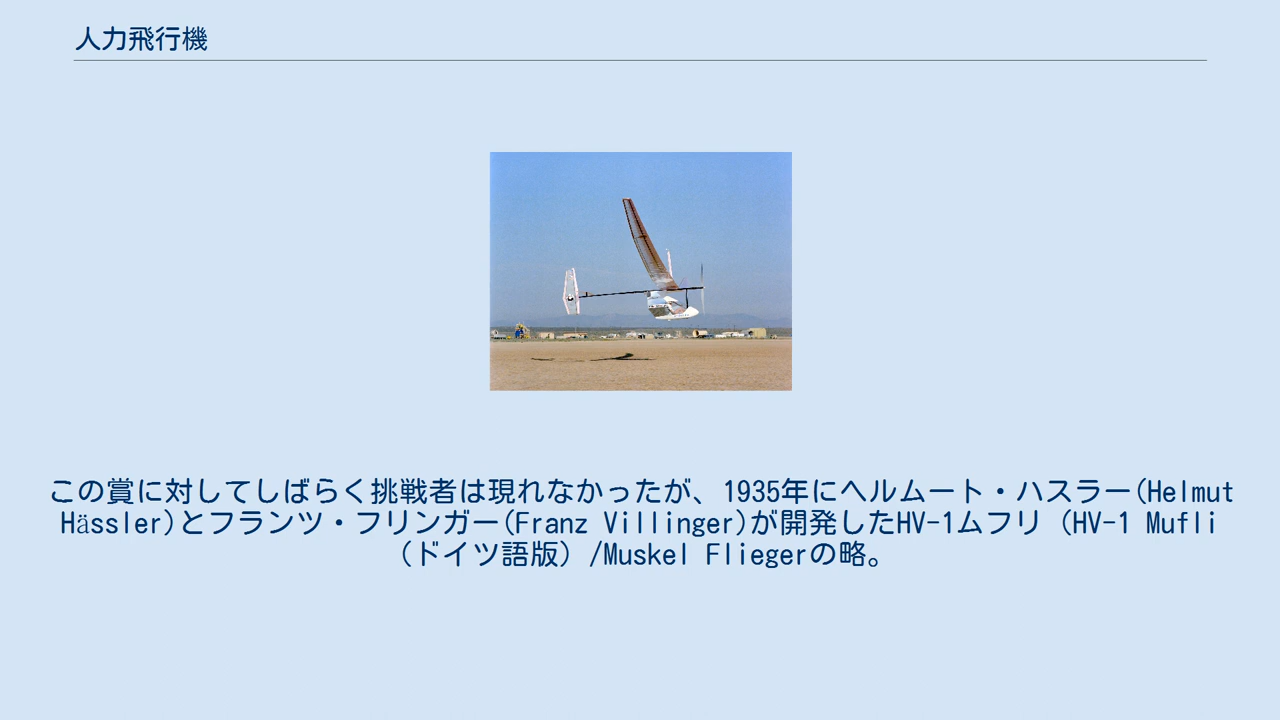 人力飛行機
この賞に対してしばらく挑戦者は現れなかったが、1935年にヘルムート・ハスラー(Helmut
Hässler)とフランツ・フリンガー(Franz Villinger)が開発したHV-1ムフリ（HV-1 Mufli
（ドイツ語版）/Muskel Fliegerの略。